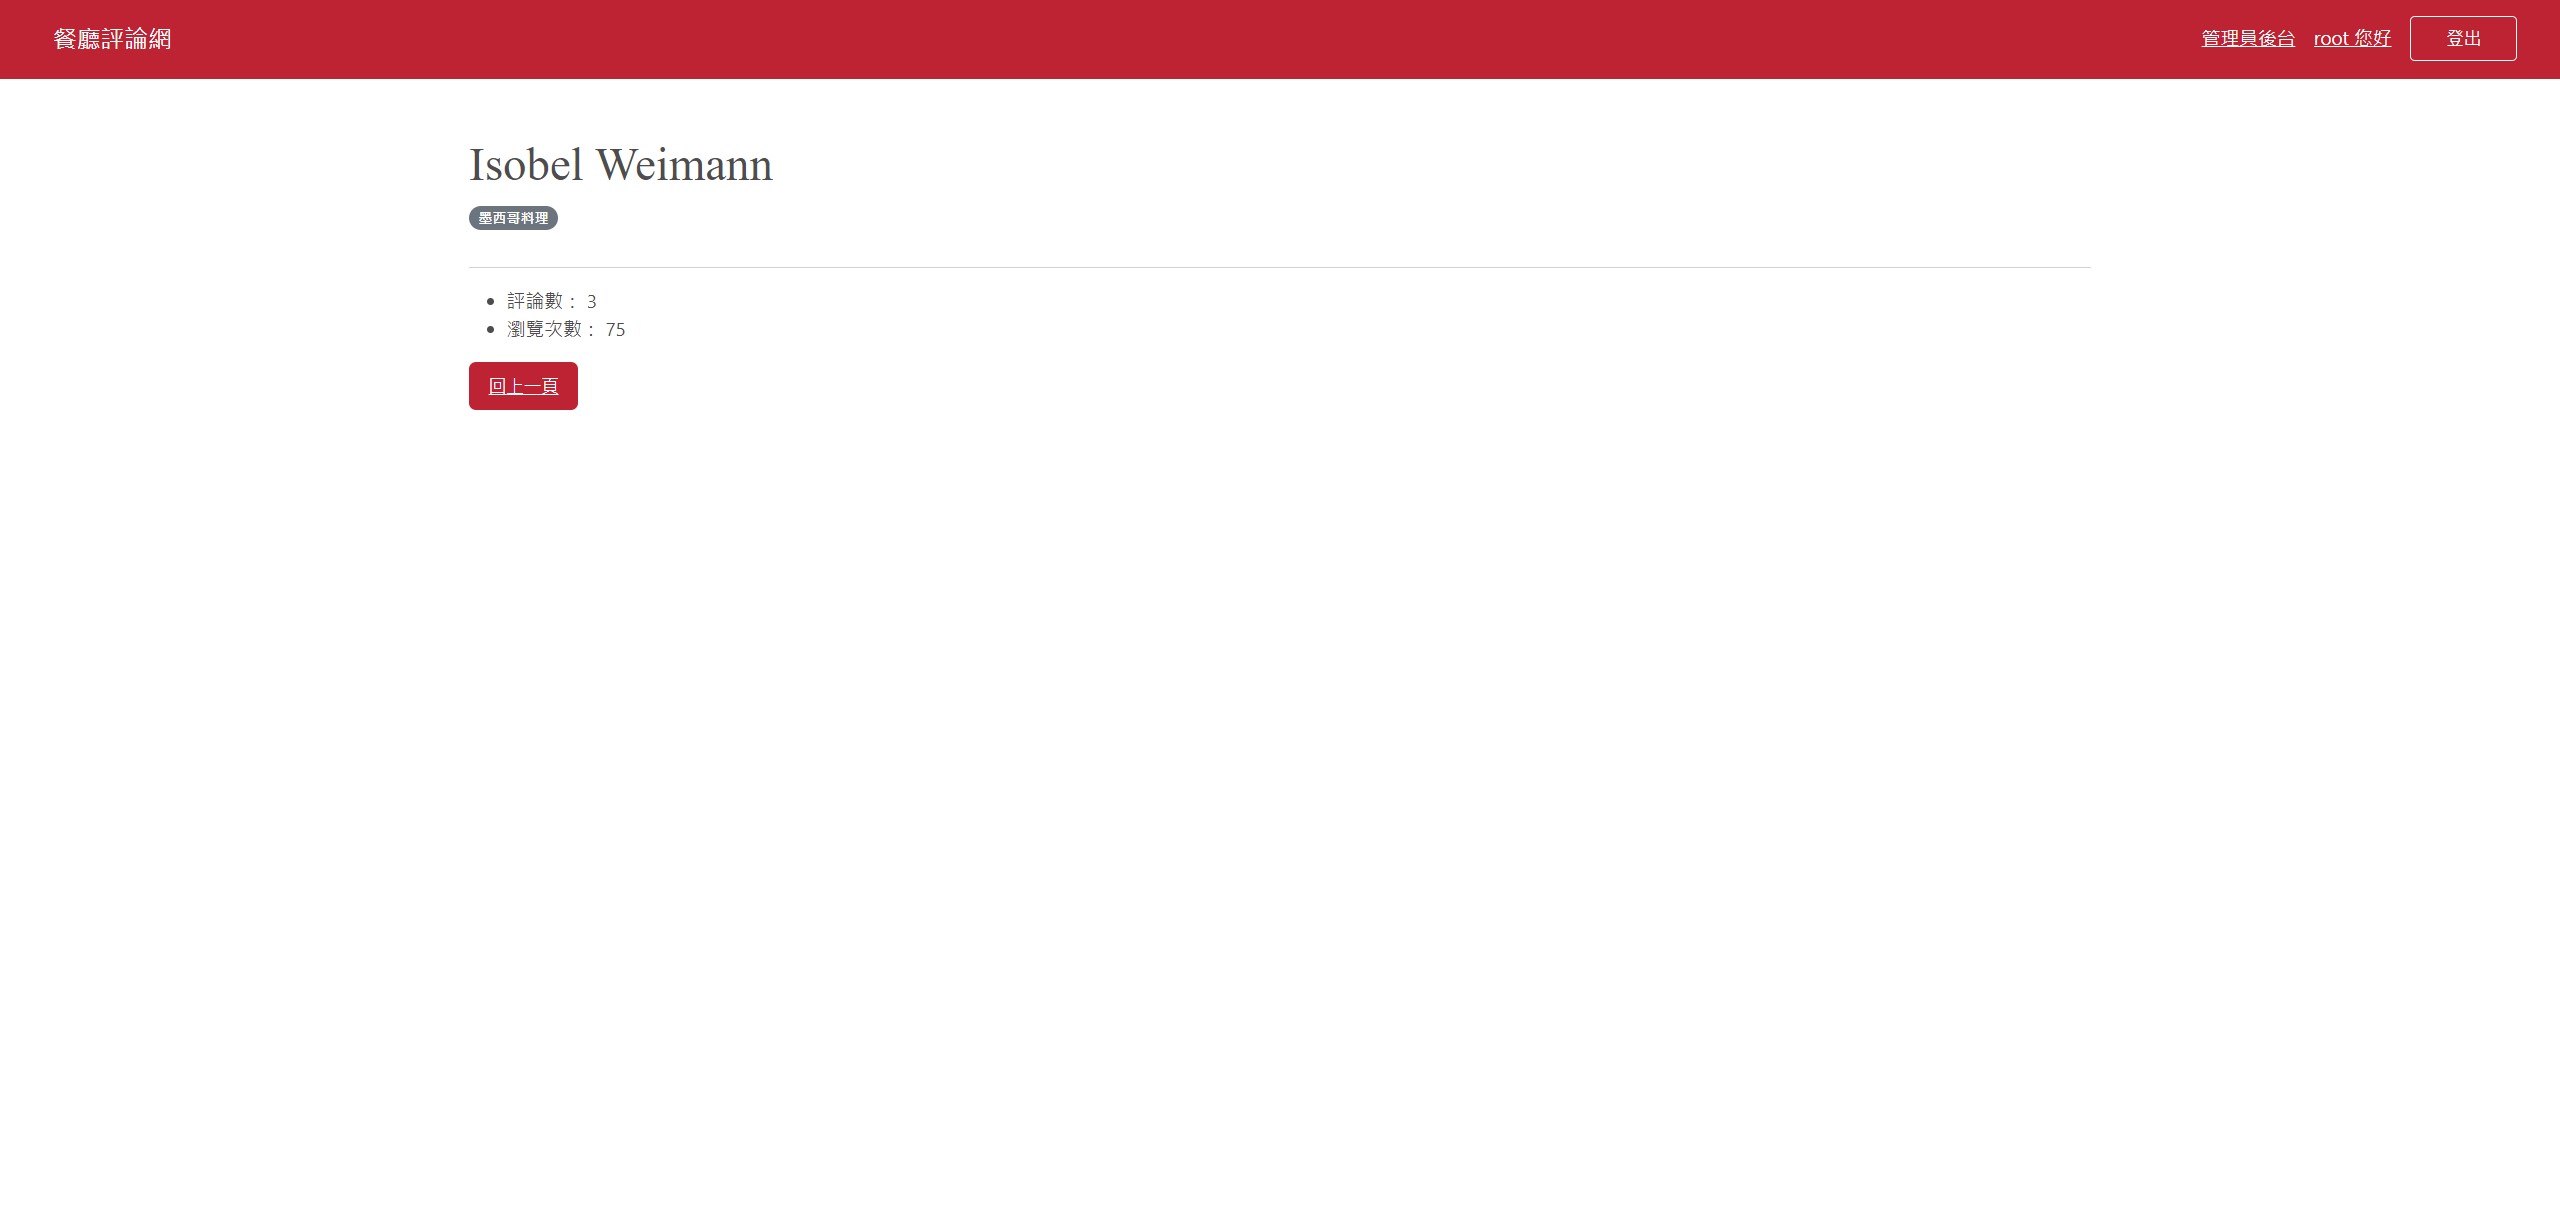 餐廳評論網
管理員後台 root 您好 登出
Isobel Weimann
墨西哥料理
評論數： 3
瀏覽次數： 75
回上一頁